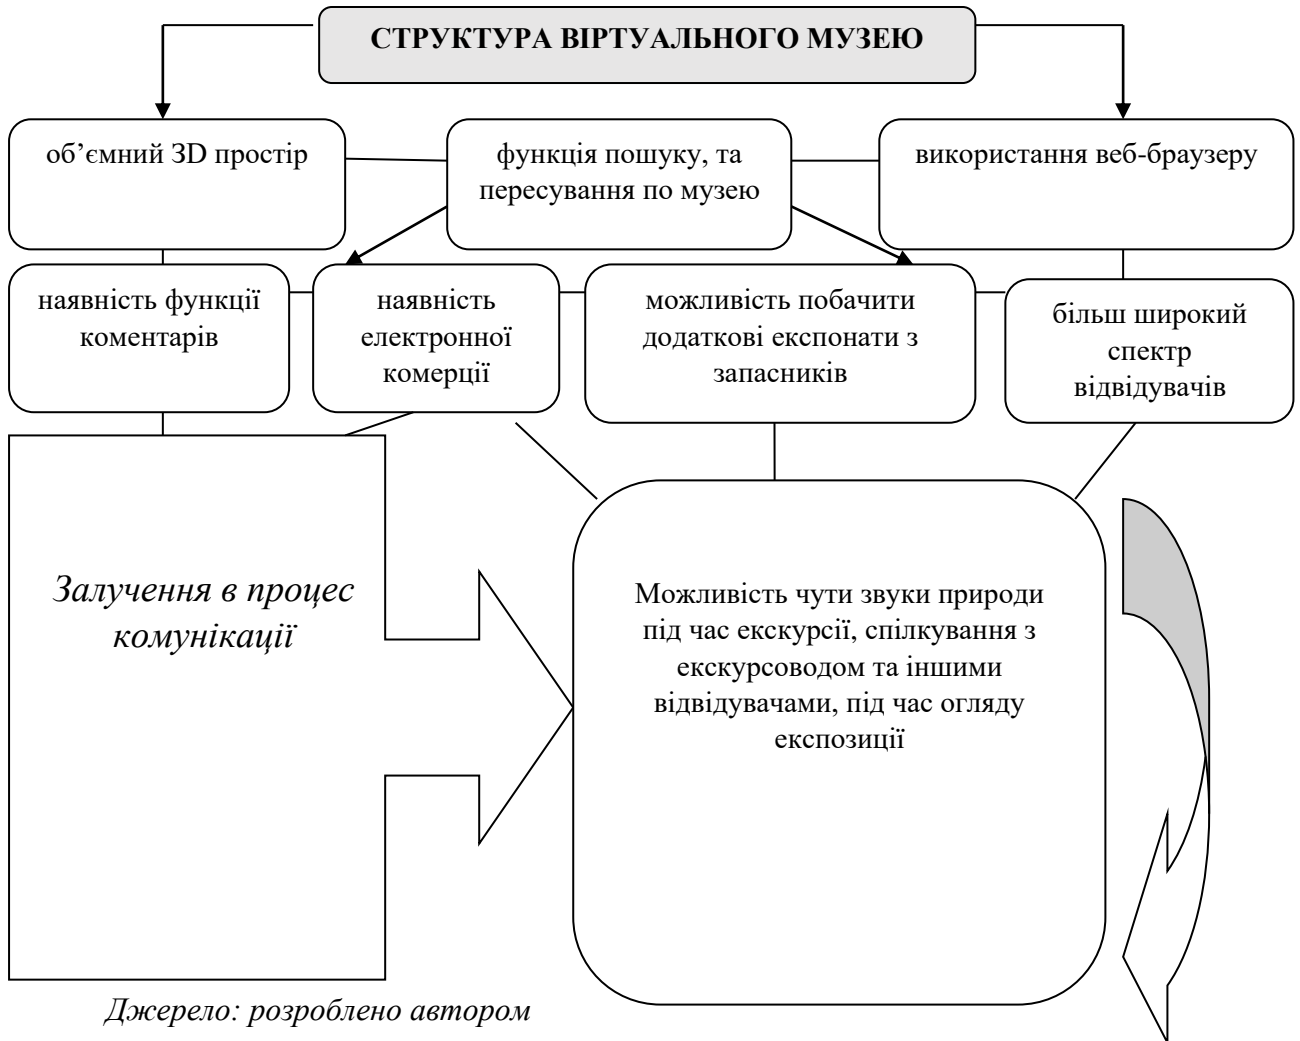 СТРУКТУРА ВІРТУАЛЬНОГО МУЗЕЮ
об’ємний 3D простір
функція пошуку, та
пересування по музею
використання веб-браузеру
наявність функції
коментарів
наявність
електронної
комерції
можливість побачити
додаткові експонати з
запасників
більш широкий
спектр
відвідувачів
Залучення в процес
комунікації
Можливість чути звуки природи
під час екскурсії, спілкування з
екскурсоводом та іншими
відвідувачами, під час огляду
експозиції
Джерело: розроблено автором